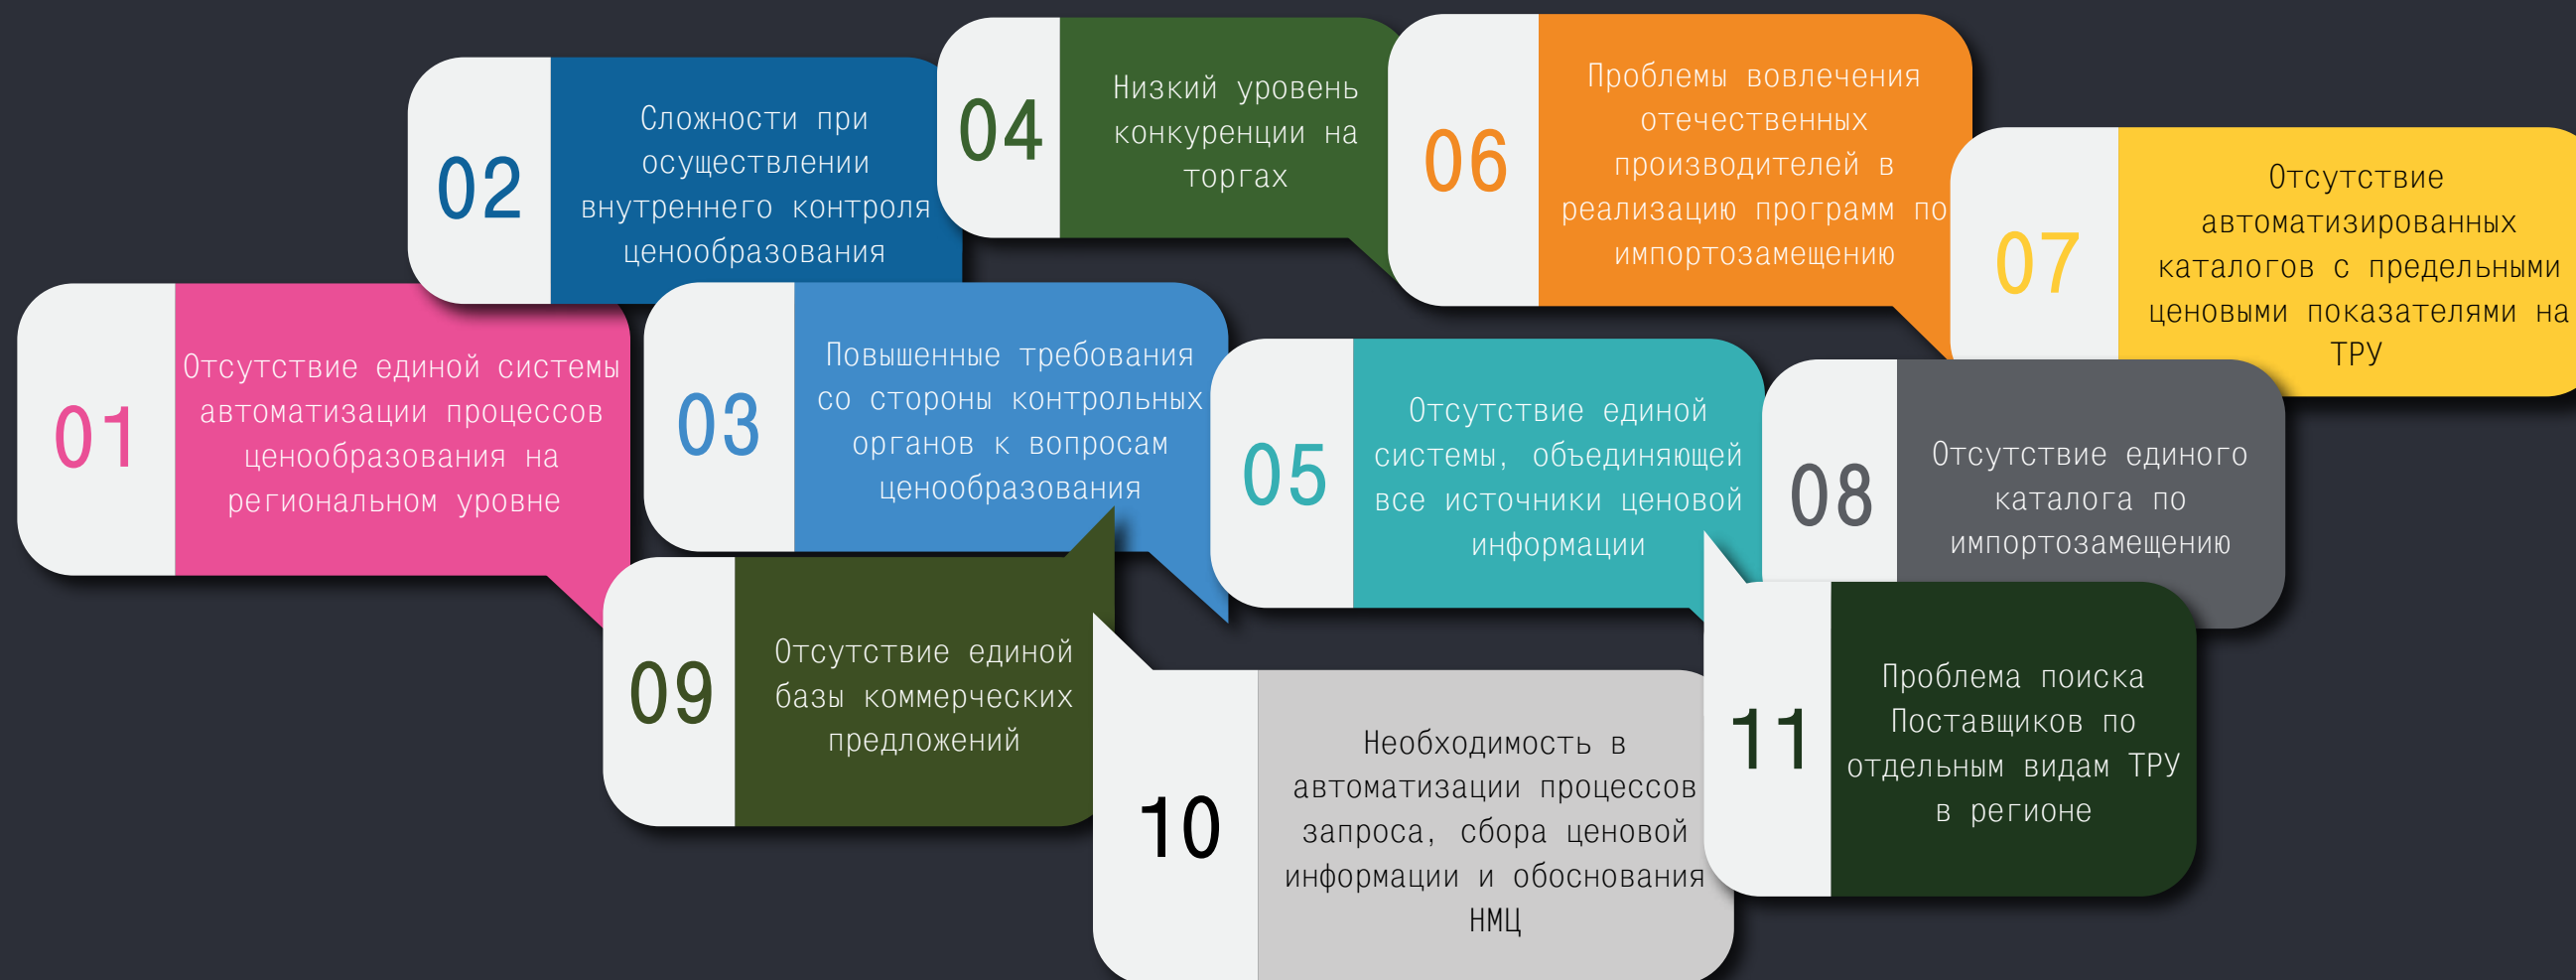 01
Отсутствие единой системы
автоматизации процессов
ценообразования на
региональном уровне
02
Сложности при
осуществлении
внутреннего контроля
ценообразования
03
Повышенные требования
со стороны контрольных
органов к вопросам
ценообразования
04
Низкий уровень
конкуренции на
торгах
05
Отсутствие единой
системы, объединяющей
все источники ценовой
информации
06
Проблемы вовлечения
отечественных
производителей в
реализацию программ по
импортозамещению
07
Отсутствие
автоматизированных
каталогов с предельными
ценовыми показателями на
ТРУ
08
Отсутствие единого
каталога по
импортозамещению
09
Отсутствие единой
базы коммерческих
предложений
10
Необходимость в
автоматизации процессов
запроса, сбора ценовой
информации и обоснования
НМЦ
11
Проблема поиска
Поставщиков по
отдельным видам ТРУ
в регионе